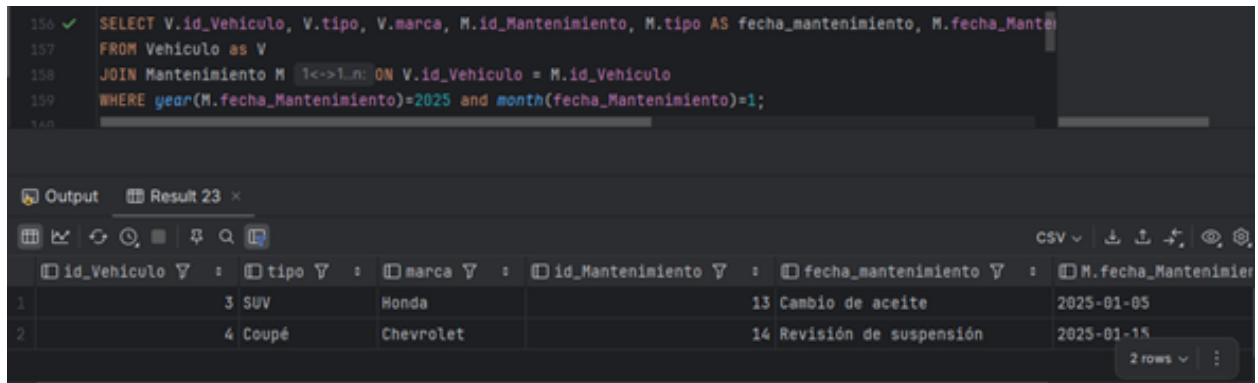 156 SELECT V.id_Vehiculo, V.tipo, V.marca, M.id_Mantenimiento, M.tipo AS fecha_mantenimiento, M.fecha_Mante
157 FROM Vehiculo as V
158 JOIN Mantenimiento M 1<->1..n: ON V.id_Vehiculo = M.id_Vehiculo
159 WHERE year(M.fecha_Mantenimiento)=2025 and month(fecha_Mantenimiento)=1;
160
Output Result 23 ×
CSV
id_Vehiculo tipo marca id_Mantenimiento fecha_mantenimiento M.fecha_Mantenimier
1 3 SUV Honda 13 Cambio de aceite 2025-01-05
2 4 Coupé Chevrolet 14 Revisión de suspensión 2025-01-15
2 rows